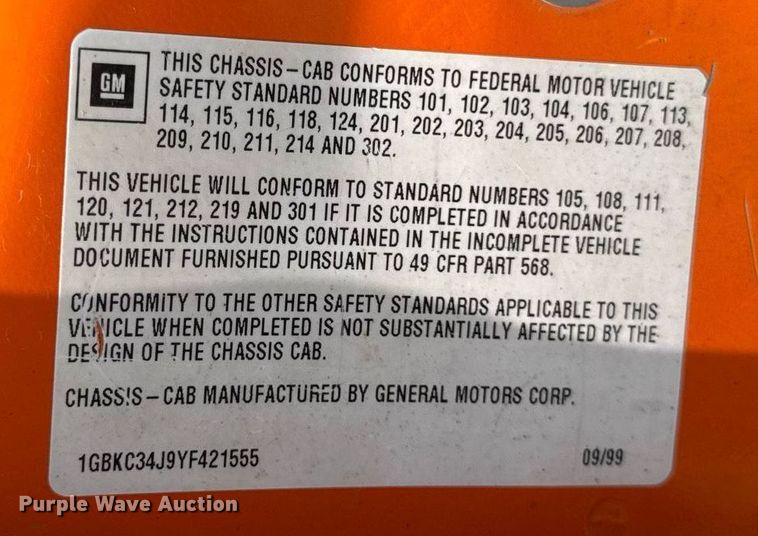 GM
THIS CHASSIS-CAB CONFORMS TO FEDERAL MOTOR VEHICLE
SAFETY STANDARD NUMBERS 101, 102, 103, 104, 106, 107, 113,
114, 115, 116, 118, 124, 201, 202, 203, 204, 205, 206, 207, 208,
209, 210, 211, 214 AND 302.
THIS VEHICLE WILL CONFORM TO STANDARD NUMBERS 105, 108, 111,
120, 121, 212, 219 AND 301 IF IT IS COMPLETED IN ACCORDANCE
WITH THE INSTRUCTIONS CONTAINED IN THE INCOMPLETE VEHICLE
DOCUMENT FURNISHED PURSUANT TO 49 CFR PART 568.
CONFORMITY TO THE OTHER SAFETY STANDARDS APPLICABLE TO THIS
VEHICLE WHEN COMPLETED IS NOT SUBSTANTIALLY AFFECTED BY THE
DESIGN OF THE CHASSIS CAB.
CHASSIS-CAB MANUFACTURED BY GENERAL MOTORS CORP.
1GBKC34J9YF421555 09/99
Purple Wave Auction